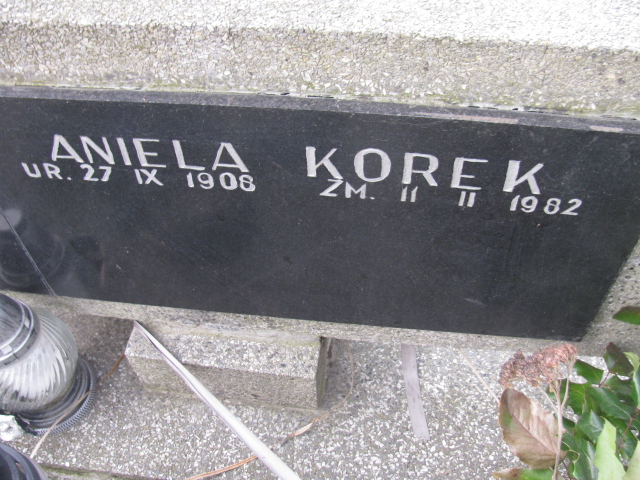 ANIELA KOREK
UR. 27 IX 1908 ZM. 11 II 1982